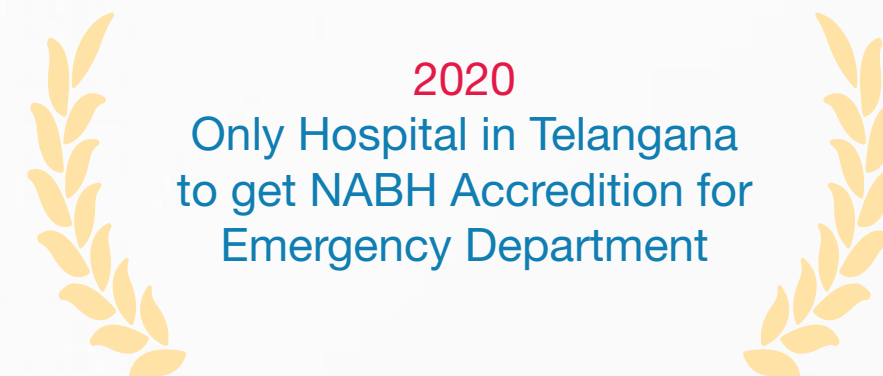 2020
Only Hospital in Telangana
to get NABH Accredition for
Emergency Department